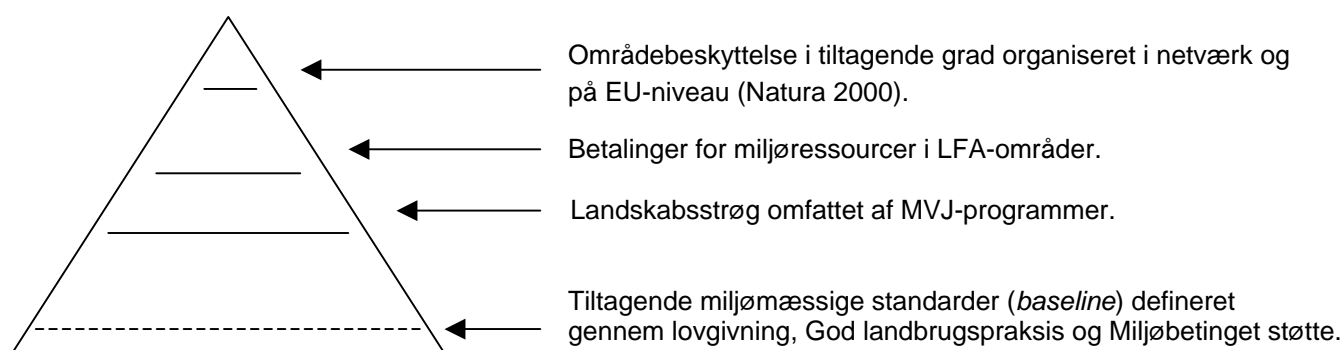 Områdebeskyttelse i tiltagende grad organiseret i netværk og
på EU-niveau (Natura 2000).
Betalinger for miljøressourcer i LFA-områder.
Landskabsstrøg omfattet af MVJ-programmer.
Tiltagende miljømæssige standarder (baseline) defineret
gennem lovgivning, God landbrugspraksis og Miljøbetinget støtte.